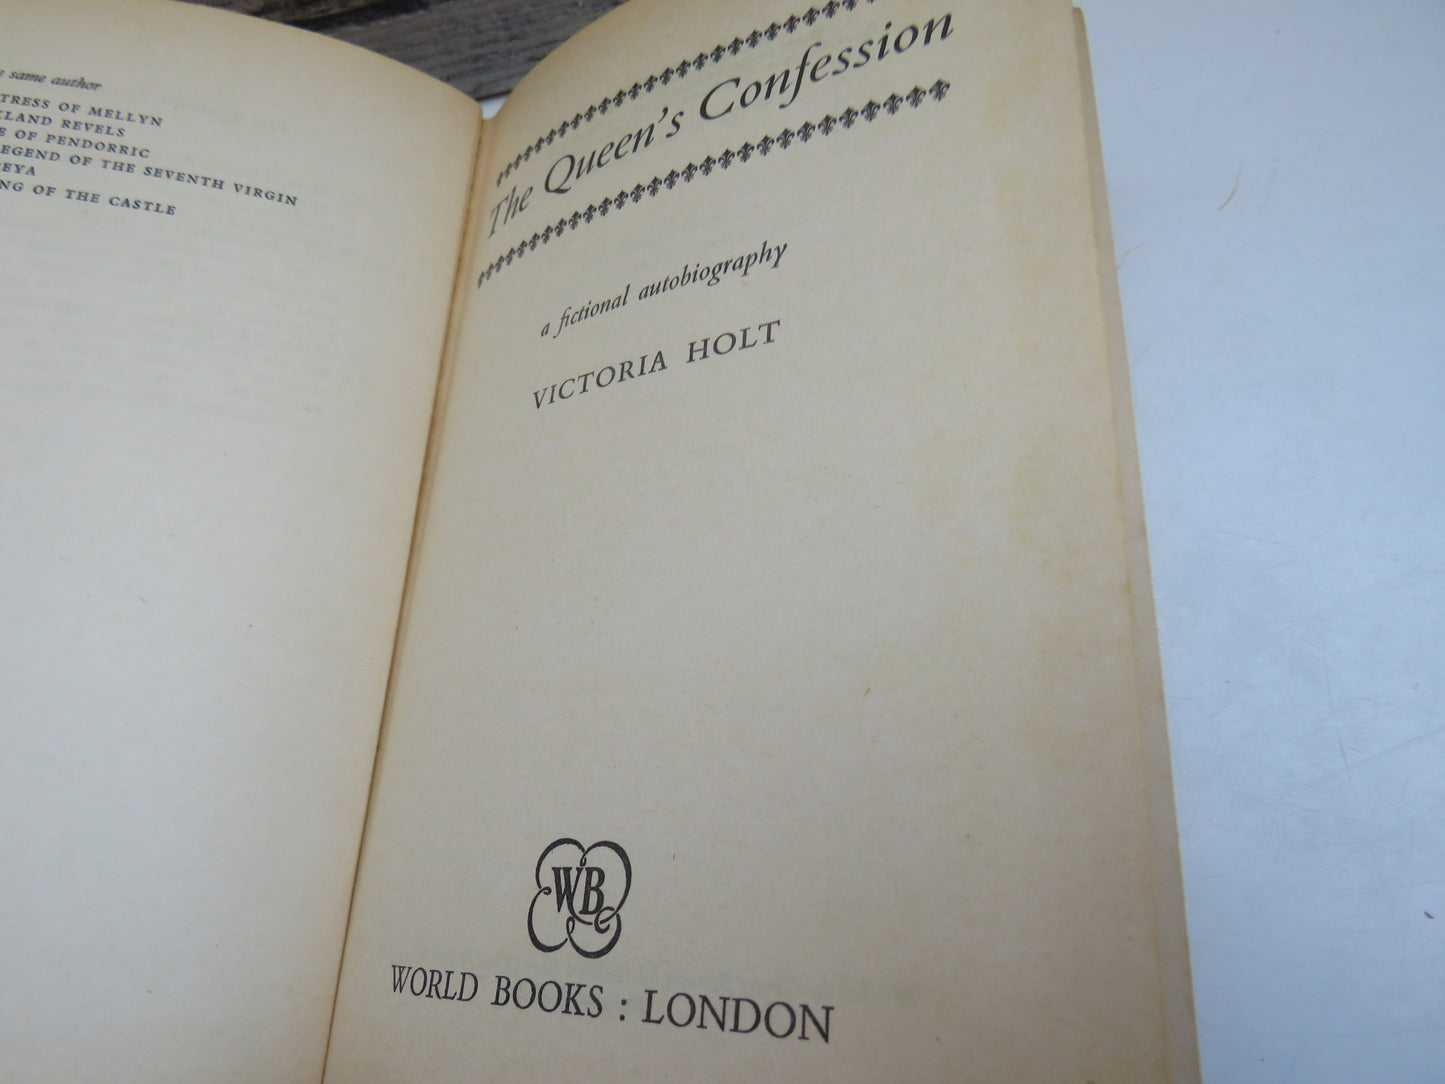 same author
TRESS OF MELLYN
KLAND REVELS
E OF PENDORRIC
EGEND OF THE SEVENTH VIRGIN
EYA
NG OF THE CASTLE
The Queen's Confession
a fictional autobiography
VICTORIA HOLT
WB
WORLD BOOKS : LONDON